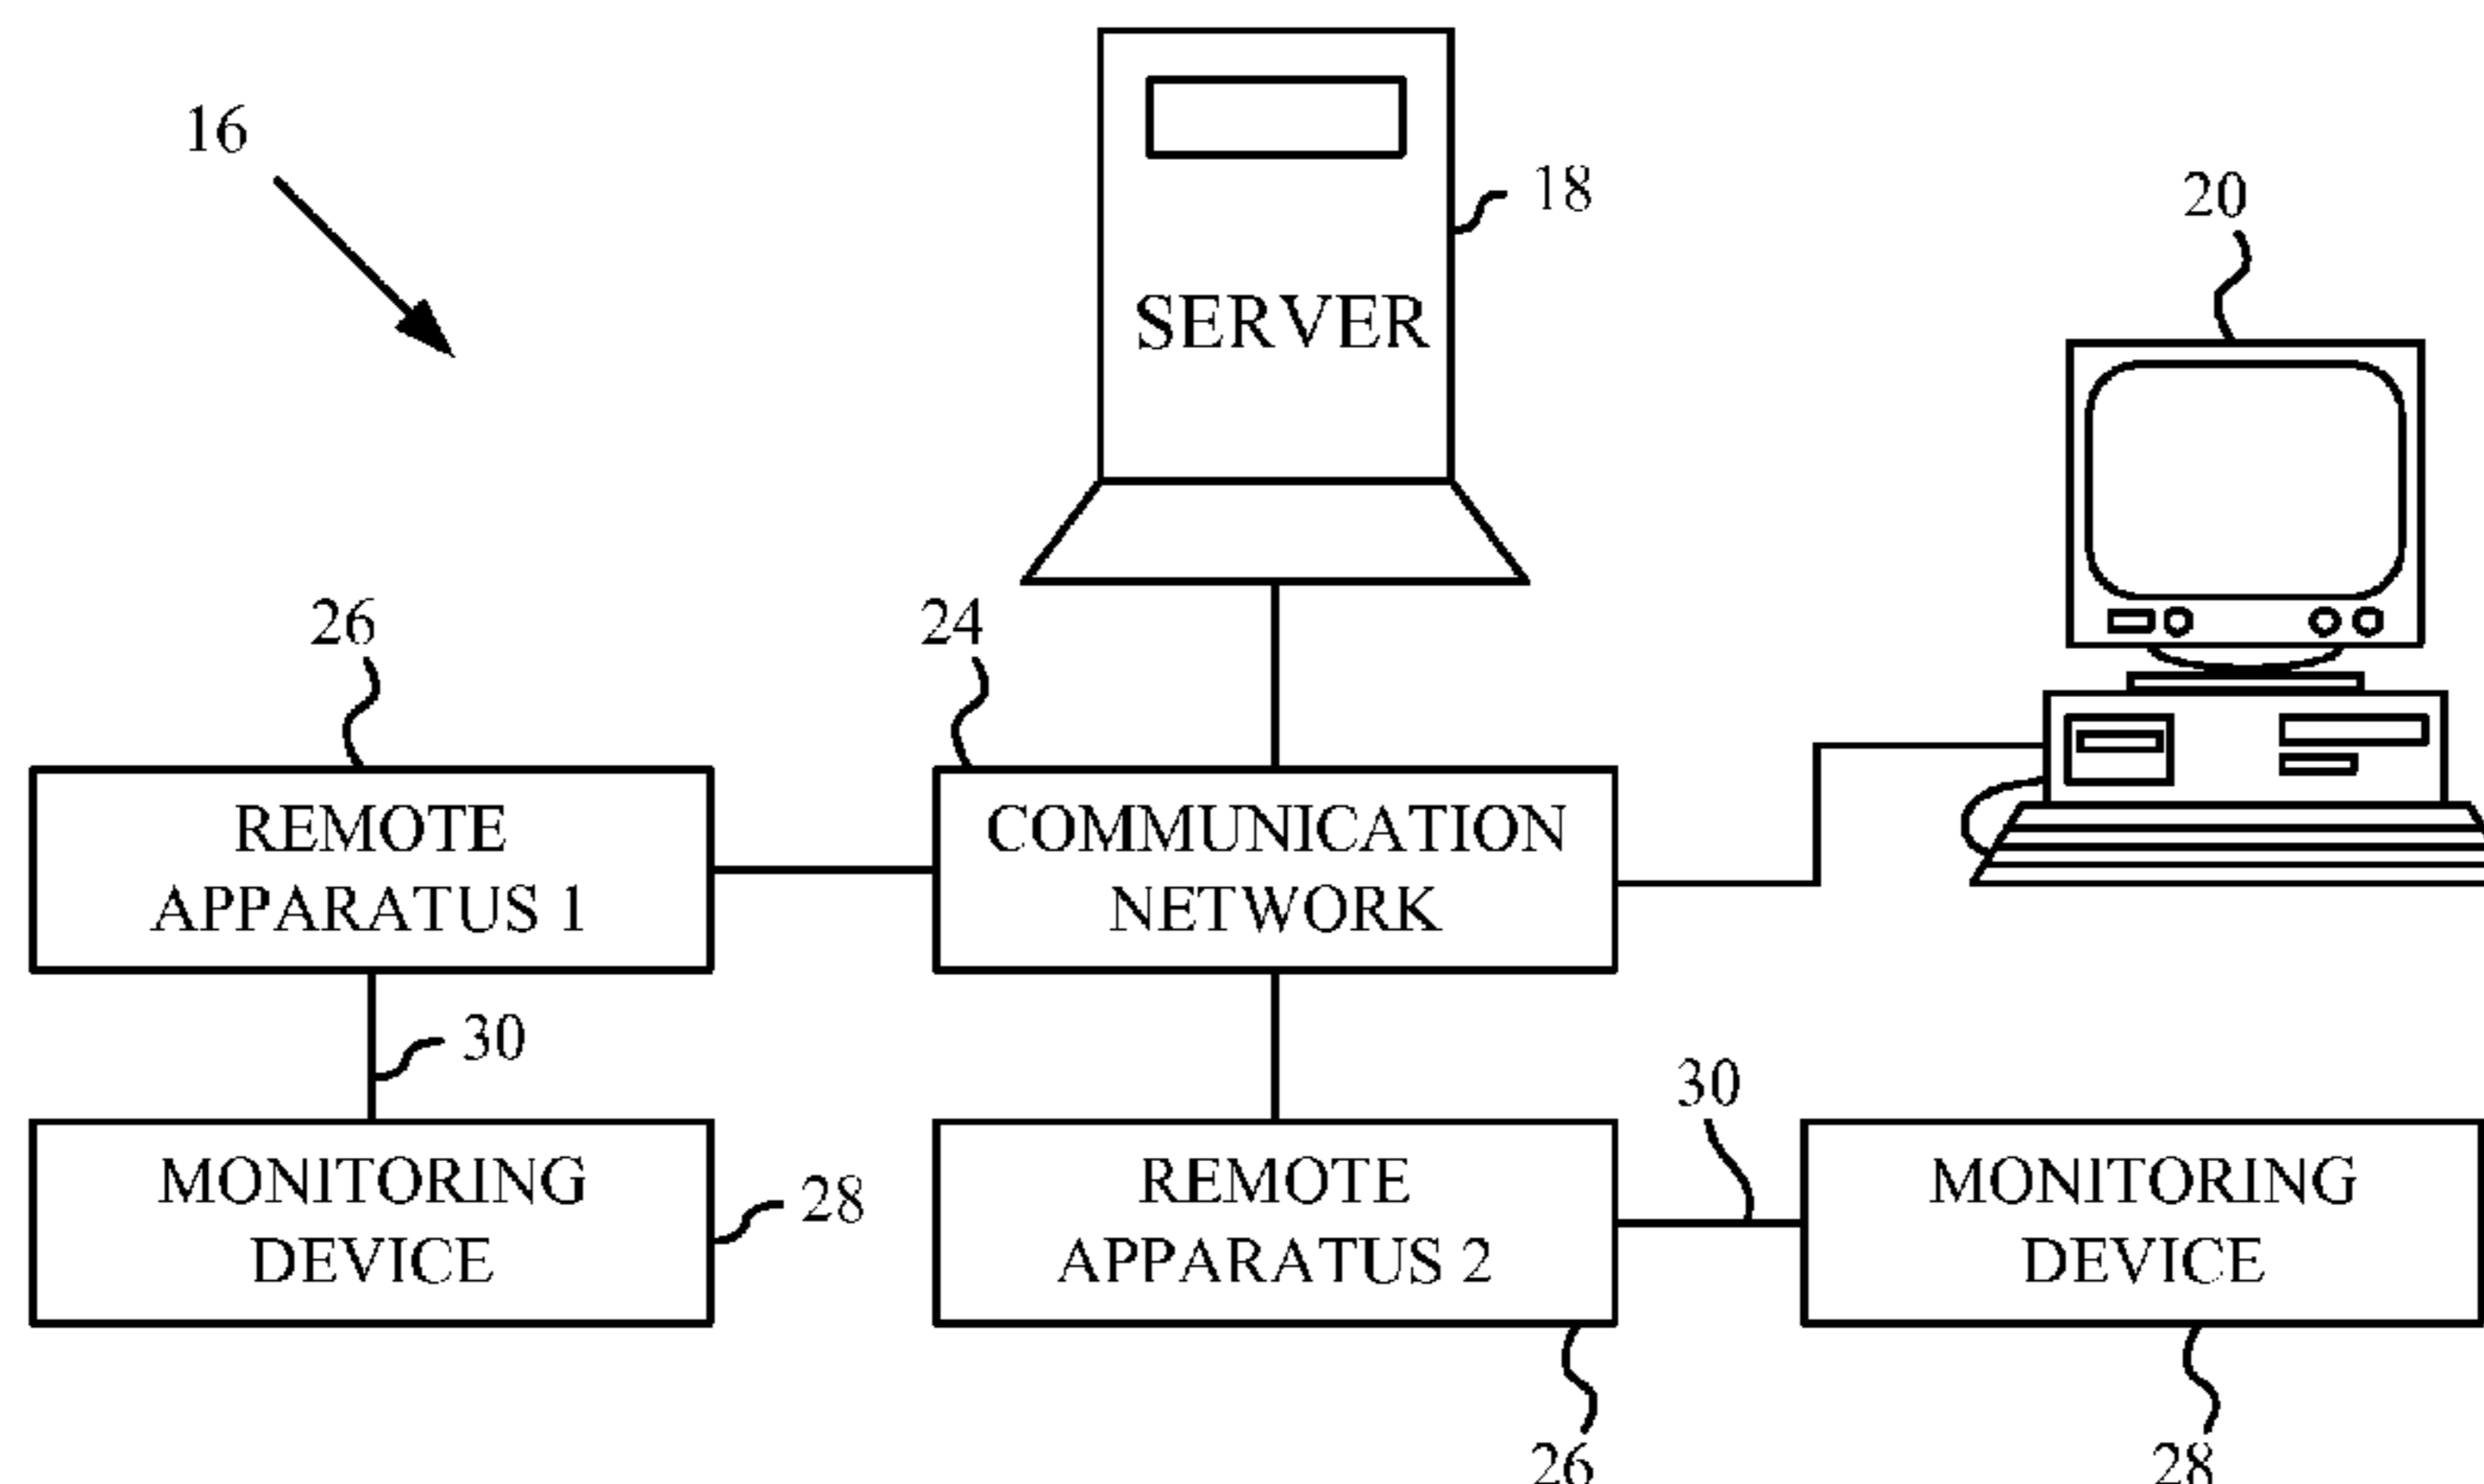 16
18
SERVER
20
26
24
REMOTE
APPARATUS 1
COMMUNICATION
NETWORK
30
30
MONITORING
DEVICE
28
REMOTE
APPARATUS 2
MONITORING
DEVICE
26
28